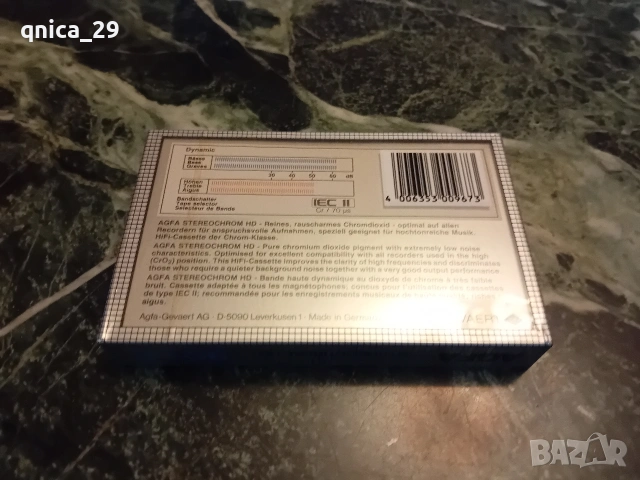 qnica_29
Dynamic
Bässe
Bass
Graves
30 40 50 60 dB
Höhen
Treble
Aigus
Bandschalter
Tape selector
Sélecteur de Bande
IEC II
Cr / 70 µs
4 006353 009673
AGFA STEREOCHROM HD - Reines, rauscharmes Chromdioxid - optimal auf allen
Recordern für anspruchsvolle Aufnahmen, speziell geeignet für hochfrequente Musik.
HiFi-Cassette der Chrom-Klasse.
AGFA STEREOCHROM HD - Pure chromium dioxide pigment with extremely low noise
characteristics. Optimised for excellent compatibility with all recorders used in the high
(CrO₂) position. This HiFi-Cassette improves the clarity of high frequencies and discriminates
those who require quieter background noise together with a very good output performance.
AGFA STEREOCHROM HD - Bande haute dynamique au dioxyde de chrome à très faible
bruit. Cassette adaptée à tous les magnétophones, conçue pour l'utilisation des cassettes
de type IEC II; recommandée pour les enregistrements musicaux de
aigus.
Agfa-Gevaert AG · D-5090 Leverkusen 1 · Made in Germany
BAZAR